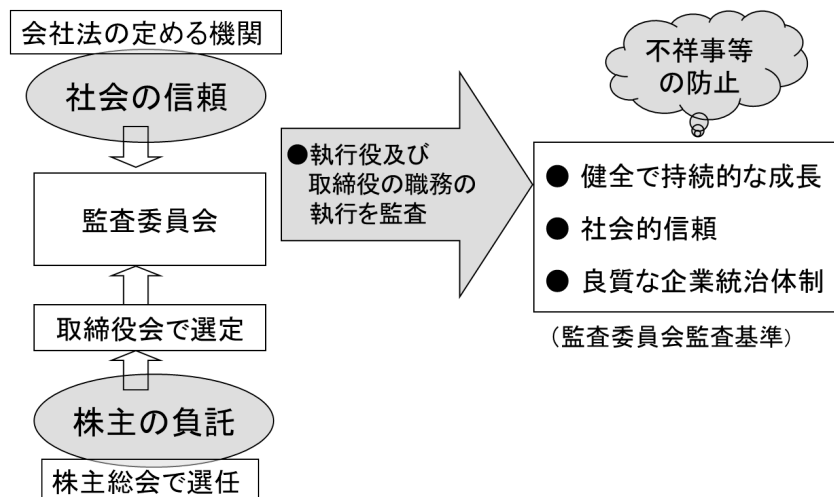 会社法の定める機関
社会の信頼
監査委員会
取締役会で選定
株主の負託
株主総会で選任
●執行役及び
取締役の職務の
執行を監査
不祥事等
の防止
● 健全で持続的な成長
● 社会的信頼
● 良質な企業統治体制
（監査委員会監査基準）